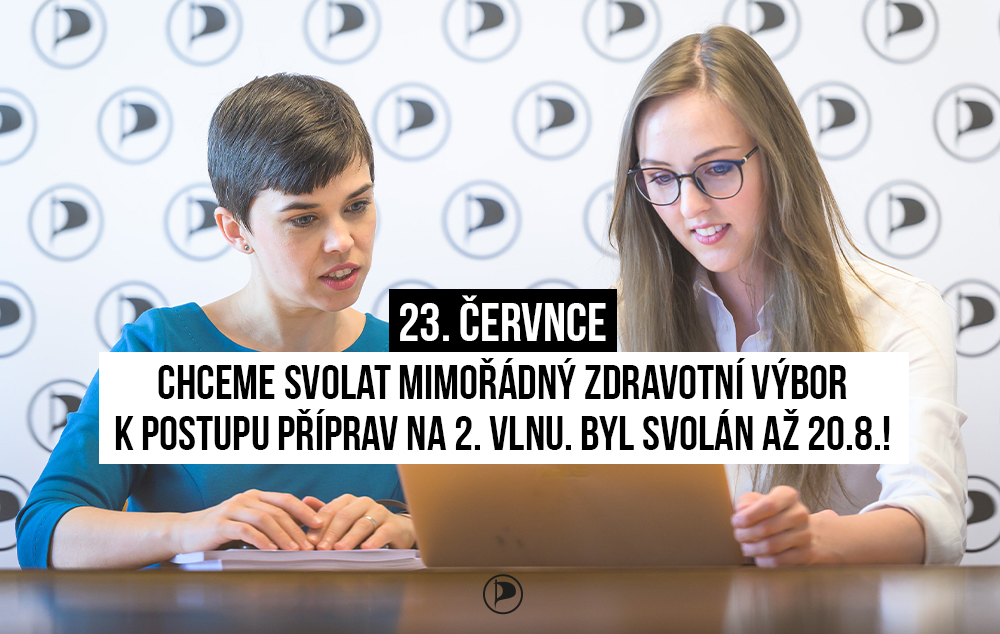 23. ČERVNCE
CHCEME SVOLAT MIMOŘÁDNÝ ZDRAVOTNÍ VÝBOR
K POSTUPU PŘÍPRAV NA 2. VLNU. BYL SVOLÁN AŽ 20.8.!